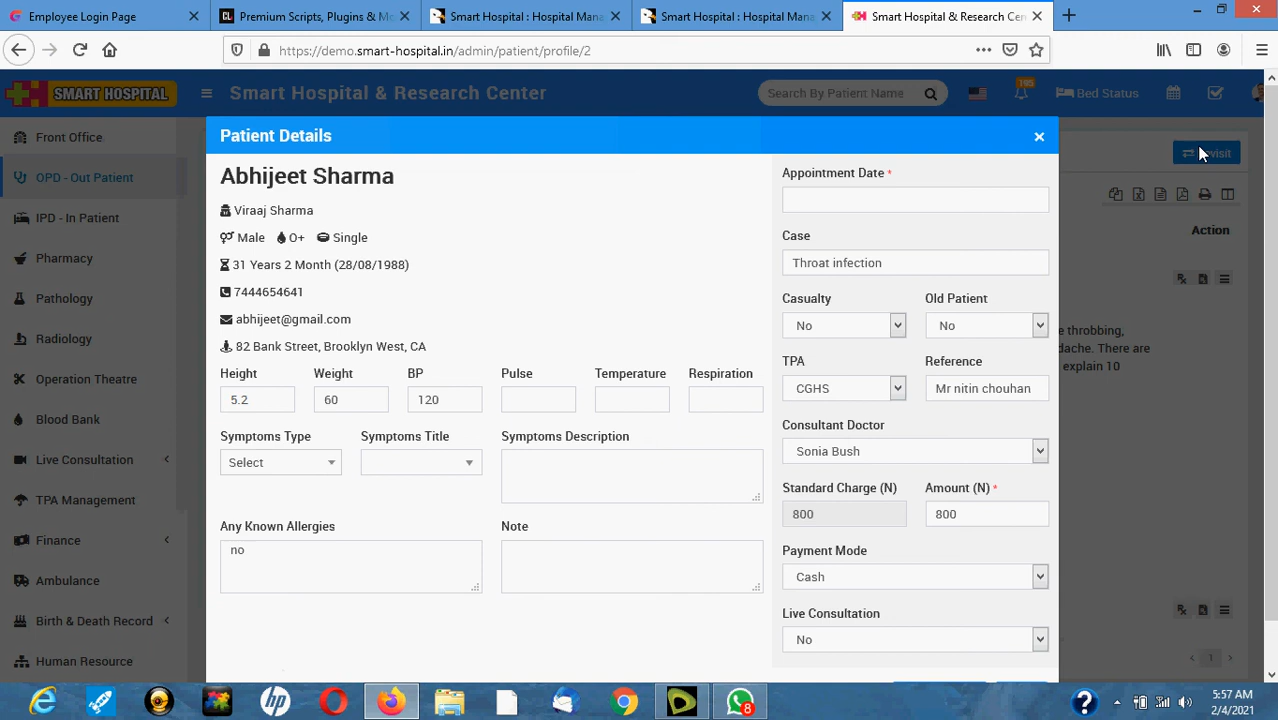 Employee Login Page
Premium Scripts, Plugins & Mo
Smart Hospital : Hospital Mana
Smart Hospital : Hospital Mana
Smart Hospital & Research Cen
https://demo.smart-hospital.in/admin/patient/profile/2
SMART HOSPITAL
Smart Hospital & Research Center
Search By Patient Name
Bed Status
Front Office
OPD - Out Patient
IPD - In Patient
Pharmacy
Pathology
Radiology
Operation Theatre
Blood Bank
Live Consultation
TPA Management
Finance
Ambulance
Birth & Death Record
Human Resource
Action
e throbbing,
dache. There are
explain 10
1
Patient Details
Abhijeet Sharma
Viraaj Sharma
Male O+ Single
31 Years 2 Month (28/08/1988)
7444654641
abhijeet@gmail.com
82 Bank Street, Brooklyn West, CA
Height Weight BP Pulse Temperature Respiration
5.2 60 120
Symptoms Type Symptoms Title Symptoms Description
Select
Any Known Allergies Note
no
Appointment Date *
Case
Throat infection
Casualty Old Patient
No No
TPA Reference
CGHS Mr nitin chouhan
Consultant Doctor
Sonia Bush
Standard Charge (N) Amount (N) *
800 800
Payment Mode
Cash
Live Consultation
No
8
5:57 AM
2/4/2021